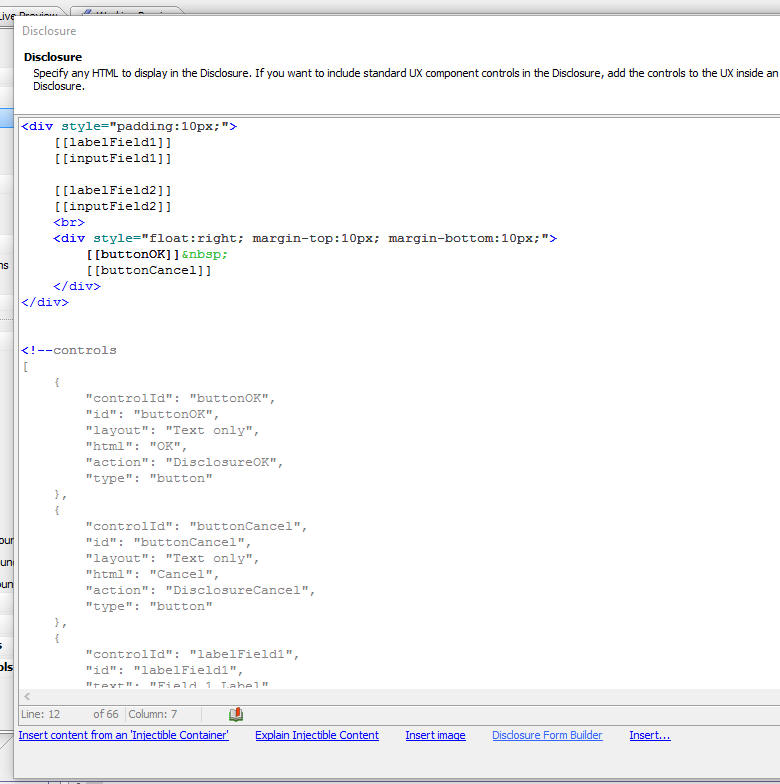 Live Preview
Disclosure
Disclosure
Specify any HTML to display in the Disclosure. If you want to include standard UX component controls in the Disclosure, add the controls to the UX inside an
Disclosure.
<div style="padding:10px;">
[[labelField1]]
[[inputField1]]
[[labelField2]]
[[inputField2]]
<br>
<div style="float:right; margin-top:10px; margin-bottom:10px;">
[[buttonOK]]&nbsp;
[[buttonCancel]]
</div>
</div>
<!--controls
[
{
"controlId": "buttonOK",
"id": "buttonOK",
"layout": "Text only",
"html": "OK",
"action": "DisclosureOK",
"type": "button"
},
{
"controlId": "buttonCancel",
"id": "buttonCancel",
"layout": "Text only",
"html": "Cancel",
"action": "DisclosureCancel",
"type": "button"
},
{
"controlId": "labelField1",
"id": "labelField1",
"text": "Field 1 Label"
Line: 12 of 66 Column: 7
Insert content from an 'Injectible Container' Explain Injectible Content Insert image Disclosure Form Builder Insert...